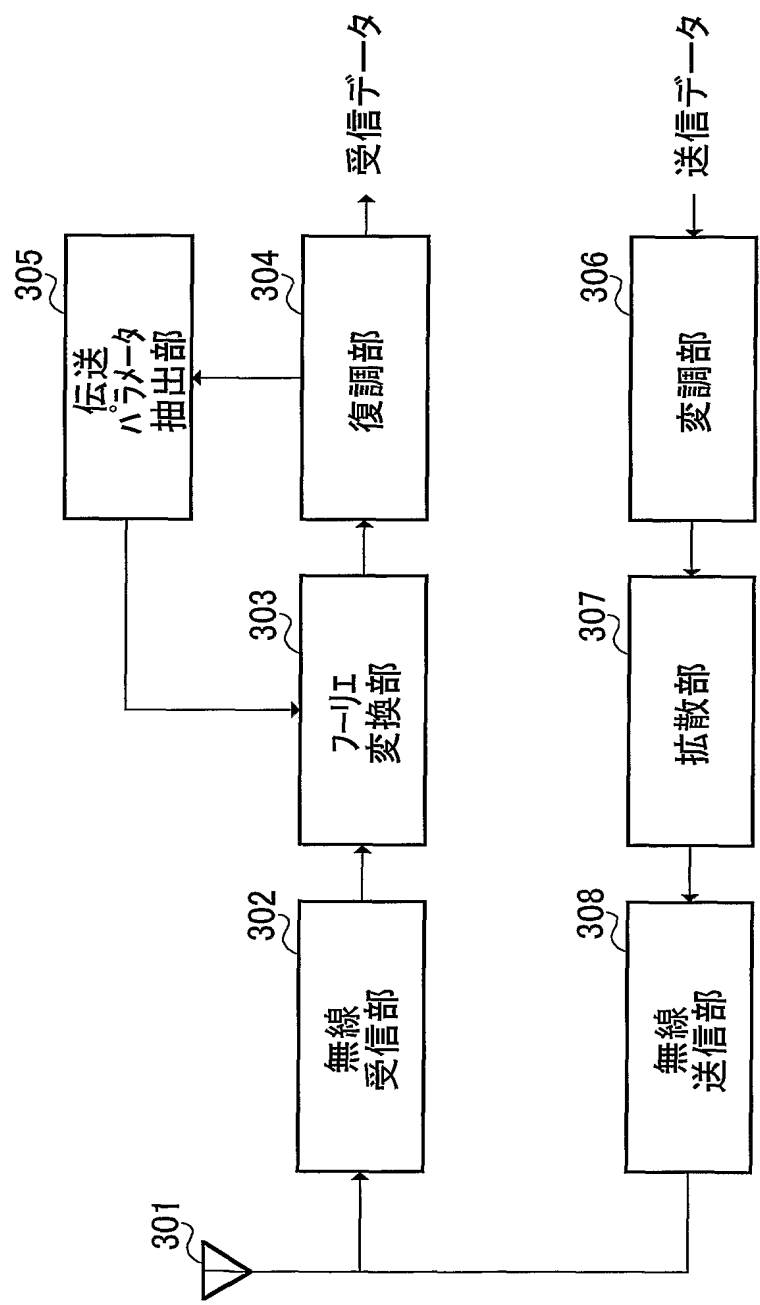 305
伝送
パラメータ
抽出部
301
302
無線
受信部
303
フーリエ
変換部
304
復調部
受信データ
308
無線
送信部
307
拡散部
306
変調部
送信データ